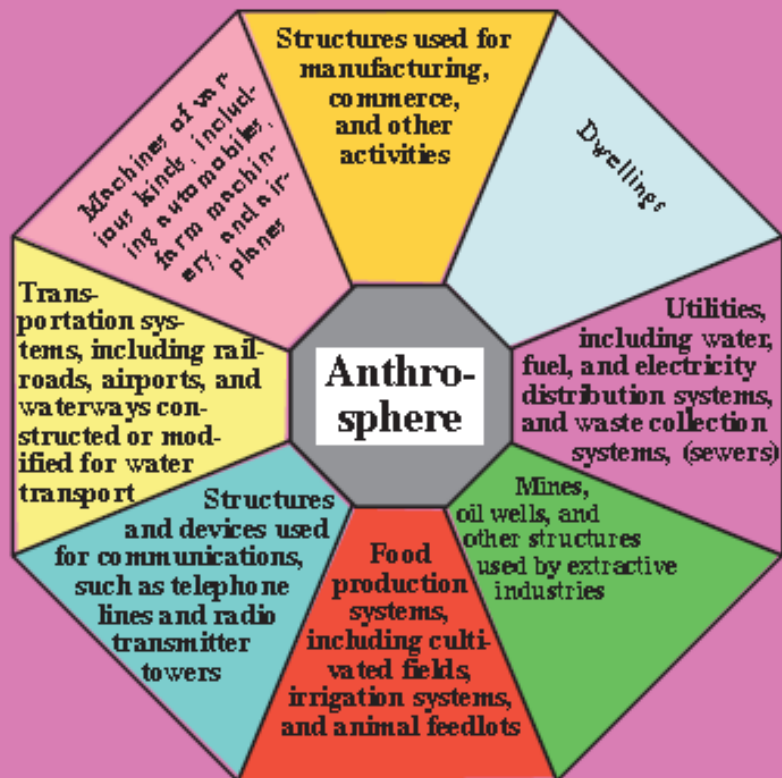 Structures used for
manufacturing,
commerce,
and other
activities
Dwellings
Utilities,
including water,
fuel, and electricity
distribution systems,
and waste collection
systems, (sewers)
Mines,
oil wells, and
other structures
used by extractive
industries
Food
production
systems,
including culti-
vated fields,
irrigation systems,
and animal feedlots
Structures
and devices used
for communications,
such as telephone
lines and radio
transmitter
towers
Trans-
portation sys-
tems, including rail-
roads, airports, and
waterways con-
structed or mod-
ified for water
transport
Machines of var-
ious kinds, includ-
ing automobiles,
farm machin-
ery, and air-
planes
Anthro-
sphere